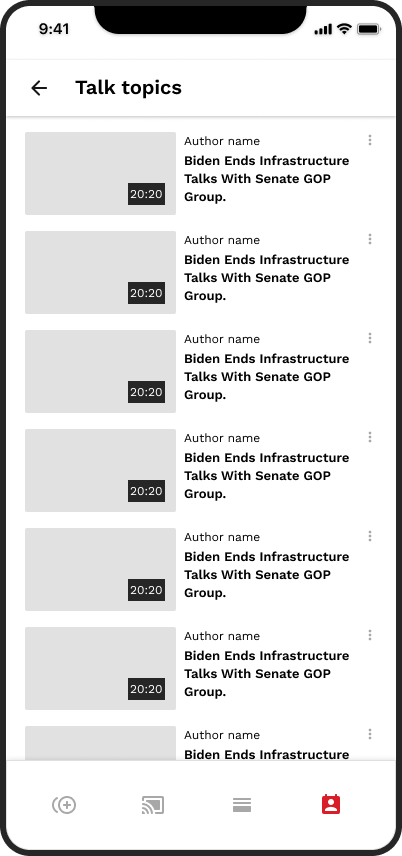 9:41
Talk topics
Author name
Biden Ends Infrastructure
Talks With Senate GOP
Group.
20:20
Author name
Biden Ends Infrastructure
Talks With Senate GOP
Group.
20:20
Author name
Biden Ends Infrastructure
Talks With Senate GOP
Group.
20:20
Author name
Biden Ends Infrastructure
Talks With Senate GOP
Group.
20:20
Author name
Biden Ends Infrastructure
Talks With Senate GOP
Group.
20:20
Author name
Biden Ends Infrastructure
Talks With Senate GOP
Group.
20:20
Author name
Biden Ends Infrastructure